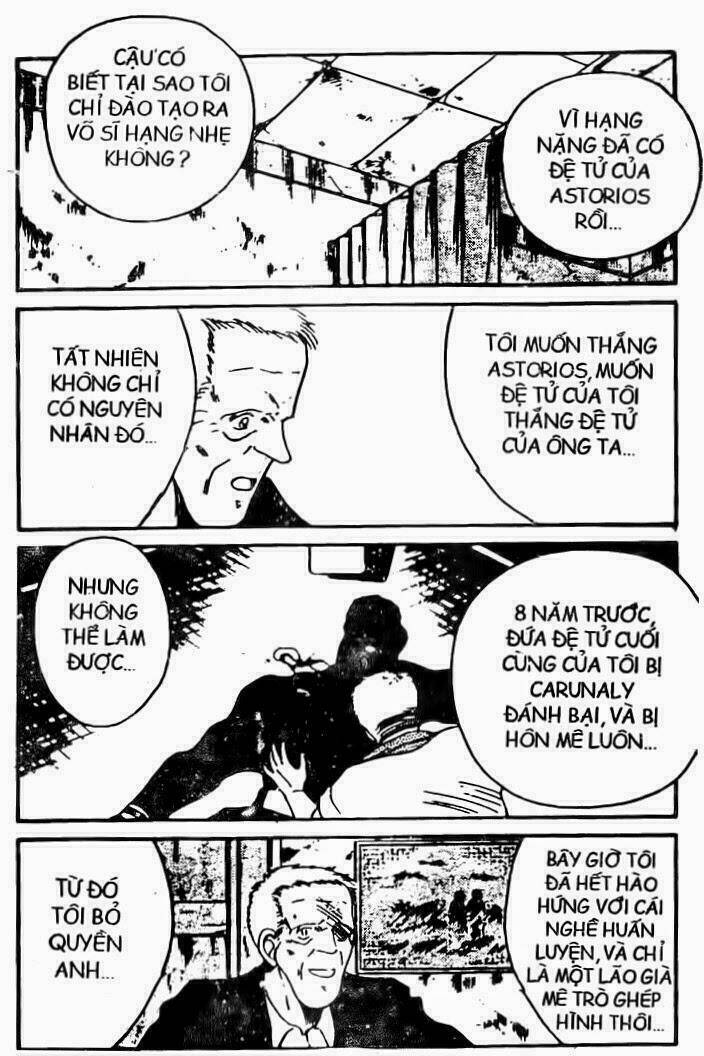 CẬU CÓ
BIẾT TẠI SAO TÔI
CHỈ ĐÀO TẠO RA
VÕ SĨ HẠNG NHẸ
KHÔNG?
VÌ HẠNG
NẶNG ĐÃ CÓ
ĐỆ TỬ CỦA
ASTORIOS
RỒI...
TẤT NHIÊN
KHÔNG CHỈ
CÓ NGUYÊN
NHÂN ĐÓ...
TÔI MUỐN THẮNG
ASTORIOS, MUỐN
ĐỆ TỬ CỦA TÔI
THẮNG ĐỆ TỬ
CỦA ÔNG TA...
NHƯNG
KHÔNG
THỂ LÀM
ĐƯỢC...
8 NĂM TRƯỚC,
ĐỨA ĐỆ TỬ CUỐI
CÙNG CỦA TÔI BỊ
CARUNALY
ĐÁNH BẠI, VÀ BỊ
HÔN MÊ LUÔN...
TỪ ĐÓ
TÔI BỎ
QUYỀN
ANH...
BÂY GIỜ TÔI
ĐÃ HẾT HÀO
HỨNG VỚI CÁI
NGHỀ HUẤN
LUYỆN, VÀ CHỈ
LÀ MỘT LÃO GIÀ
MÊ TRÒ GHÉP
HÌNH THÔI...